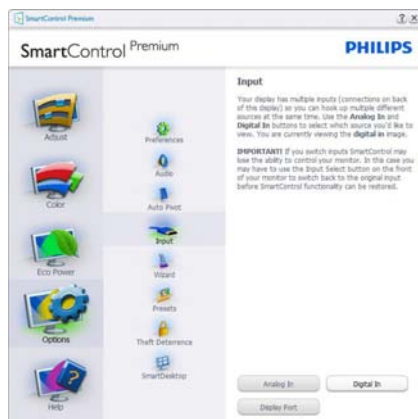 SmartControl Premium
SmartControl Premium
PHILIPS
Adjust
Color
Eco Power
Options
Help
Preferences
Audio
Auto Pivot
Input
Wizard
Presets
Theft Deterrence
SmartDesktop
Input
Your display has multiple inputs (connections on back
of the display) so you can hook up multiple different
sources at the same time. Use the Analog In and
Digital In buttons to select which source you'd like to
view. You are currently viewing the digital in image.
IMPORTANT! If you switch inputs SmartControl may
lose the ability to control your monitor. In this case you
may have to use the Input Select button on the front
of your monitor to switch back to the original input
before SmartControl functionality can be restored.
Analog In
Digital In
Display Port